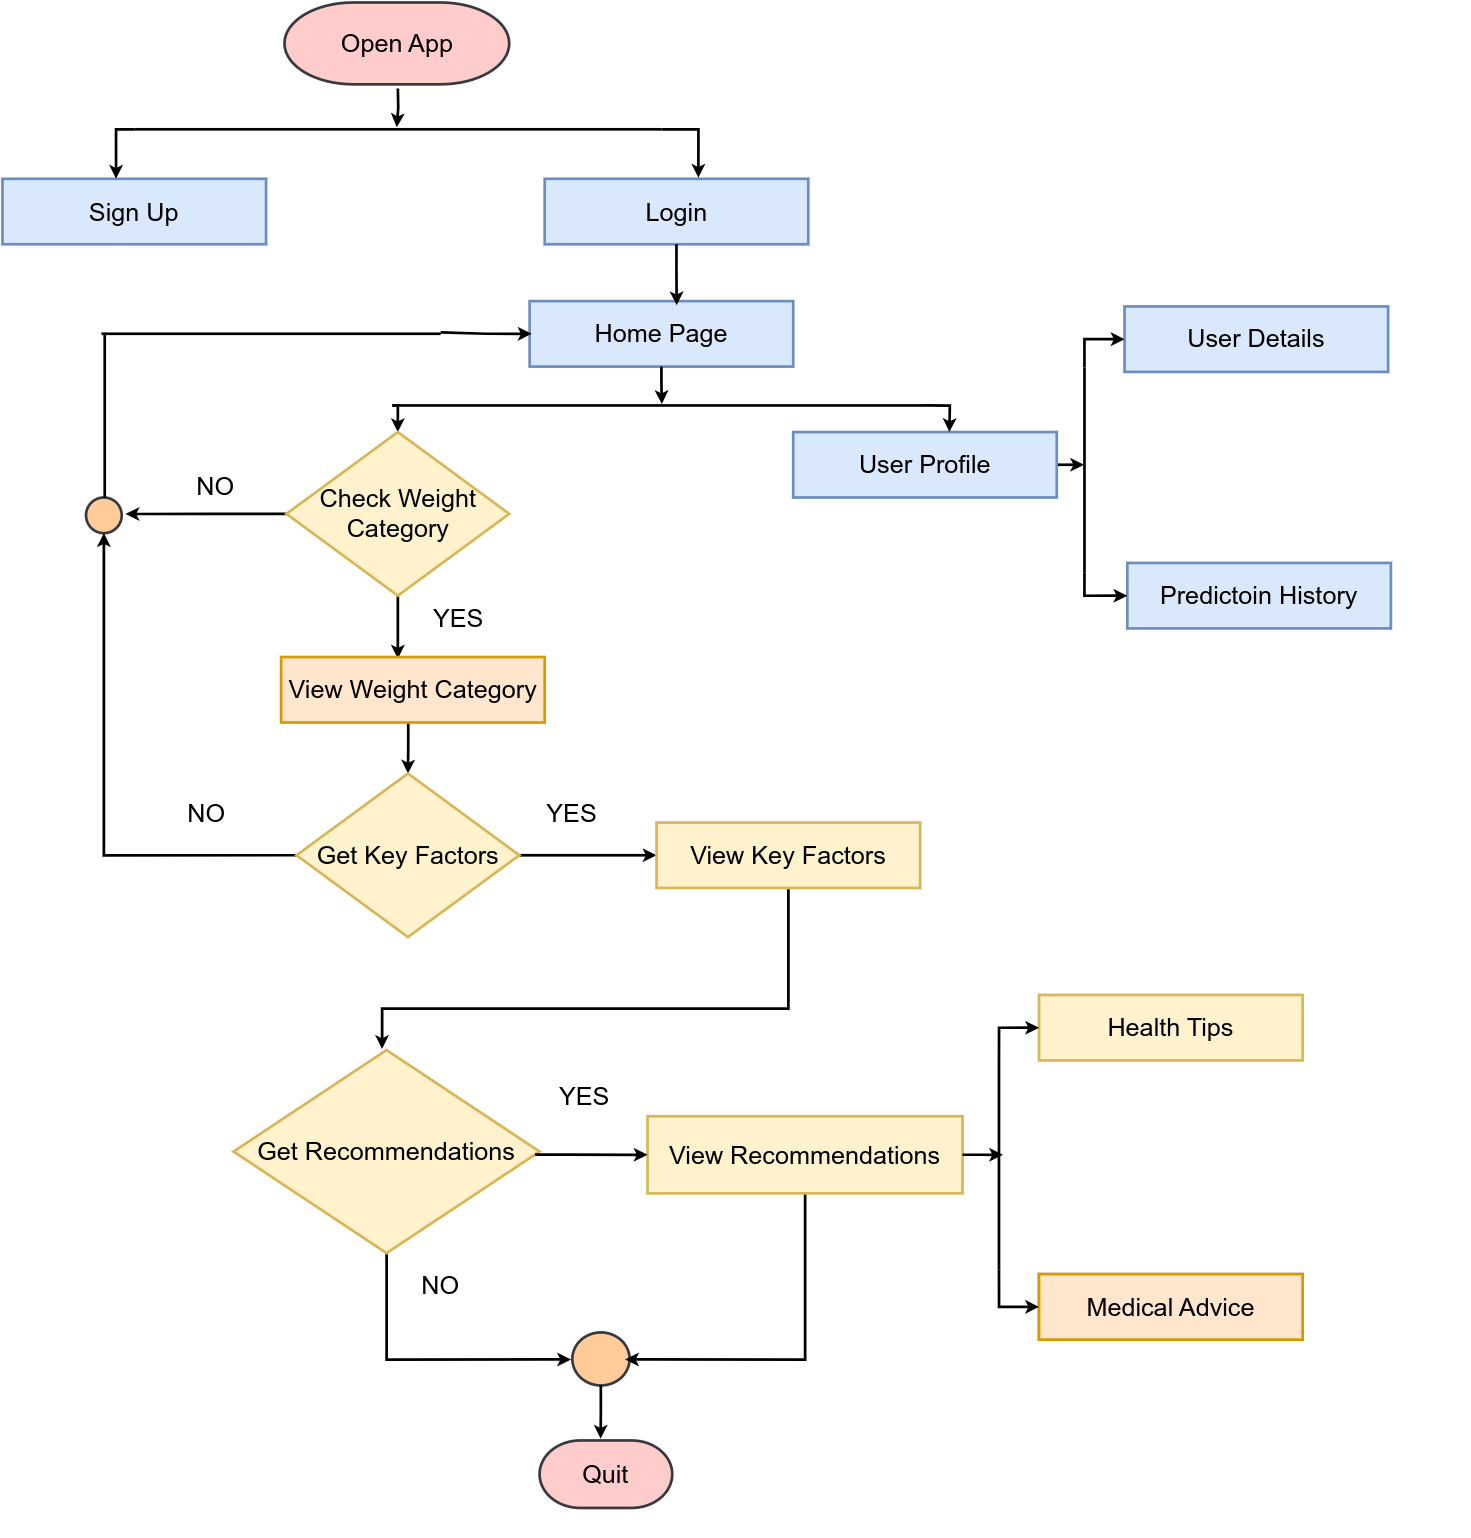 Open App
Sign Up
Login
Home Page
User Details
User Profile
NO
Check Weight
Category
Predictoin History
YES
View Weight Category
NO
YES
Get Key Factors
View Key Factors
Health Tips
YES
Get Recommendations
View Recommendations
NO
Medical Advice
Quit